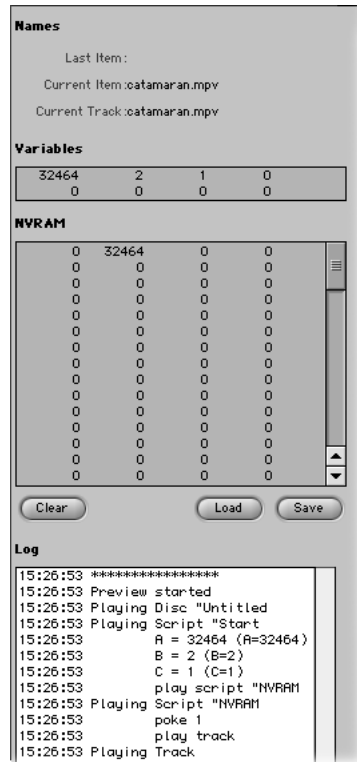 Names
Last Item:
Current Item:catamaran.mpv
Current Track:catamaran.mpv
Variables
32464 2 1 0
0 0 0 0
NVRAM
0 32464 0 0
0 0 0 0
0 0 0 0
0 0 0 0
0 0 0 0
0 0 0 0
0 0 0 0
0 0 0 0
0 0 0 0
0 0 0 0
0 0 0 0
0 0 0 0
0 0 0 0
0 0 0 0
0 0 0 0
Clear Load Save
Log
15:26:53 ****************
15:26:53 Preview started
15:26:53 Playing Disc "Untitled
15:26:53 Playing Script "Start
15:26:53 A = 32464 (A=32464)
15:26:53 B = 2 (B=2)
15:26:53 C = 1 (C=1)
15:26:53 play script "NVRAM
15:26:53 Playing Script "NVRAM
15:26:53 poke 1
15:26:53 play track
15:26:53 Playing Track